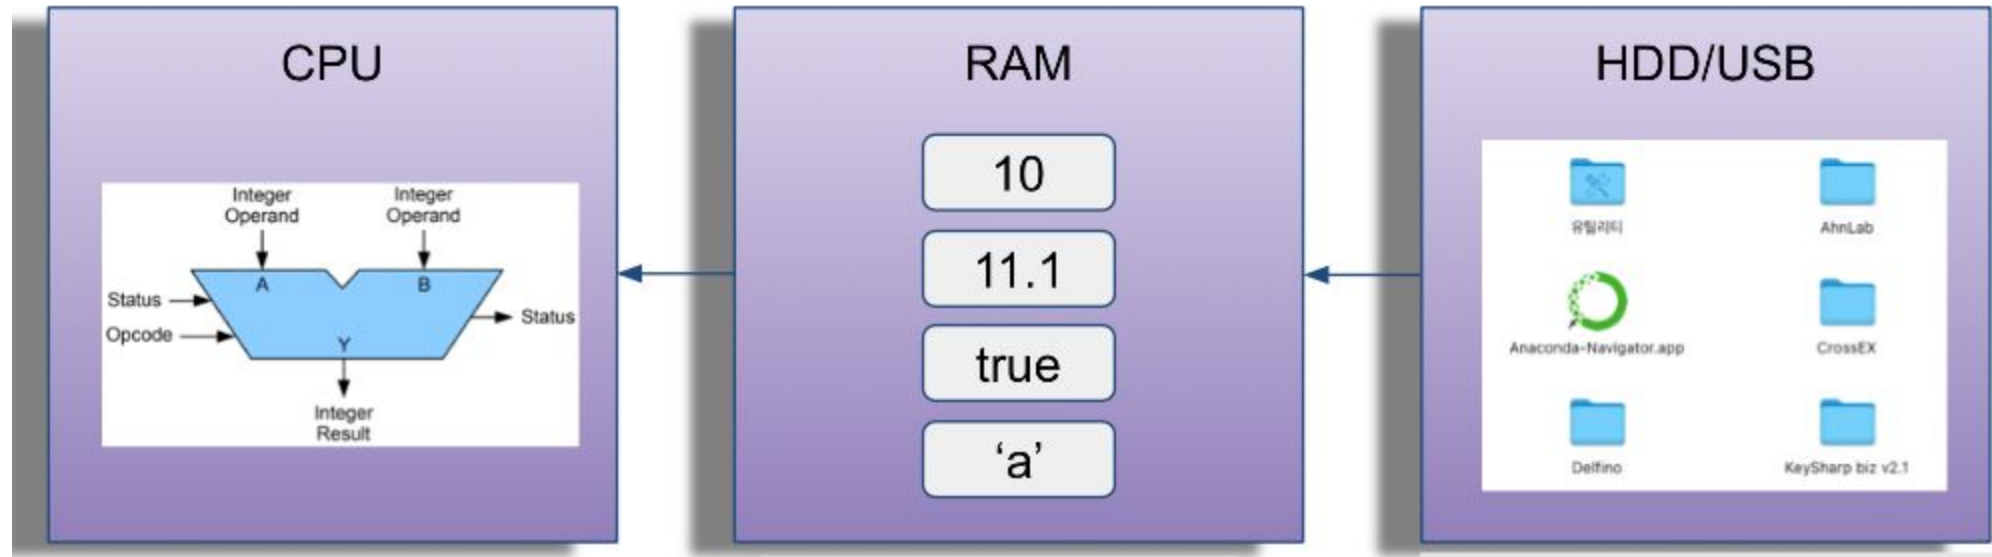 CPU
Integer
Operand
Integer
Operand
A
B
Status
Opcode
Status
Y
Integer
Result
RAM
10
11.1
true
‘a’
HDD/USB
유틸리티
AhnLab
Anaconda-Navigator.app
CrossEX
Delfino
KeySharp biz v2.1